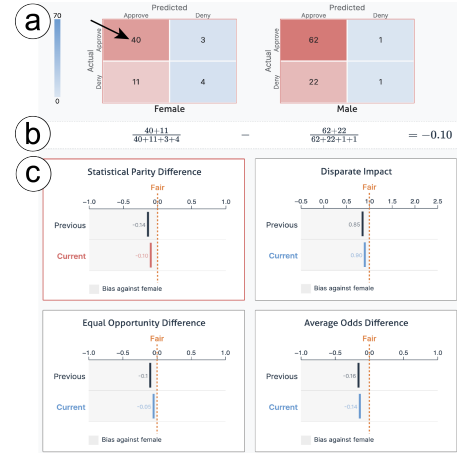 a
Predicted
Approve Deny
Predicted
Approve Deny
70
0
Actual
Approve
Deny
40 3
11 4
Female
Actual
Approve
Deny
62 1
22 1
Male
b
40+11
40+11+3+4
−
62+22
62+22+1+1
= −0.10
c
Statistical Parity Difference
Fair
−1.0 −0.5 0.0 0.5 1.0
Previous −0.14
Current −0.10
Bias against female
Disparate Impact
Fair
−0.5 0.0 0.5 1.0 1.5 2.0 2.5
Previous 0.85
Current 0.90
Bias against female
Equal Opportunity Difference
Fair
−1.0 −0.5 0.0 0.5 1.0
Previous −0.1
Current −0.05
Bias against female
Average Odds Difference
Fair
−1.0 −0.5 0.0 0.5 1.0
Previous −0.16
Current −0.14
Bias against female